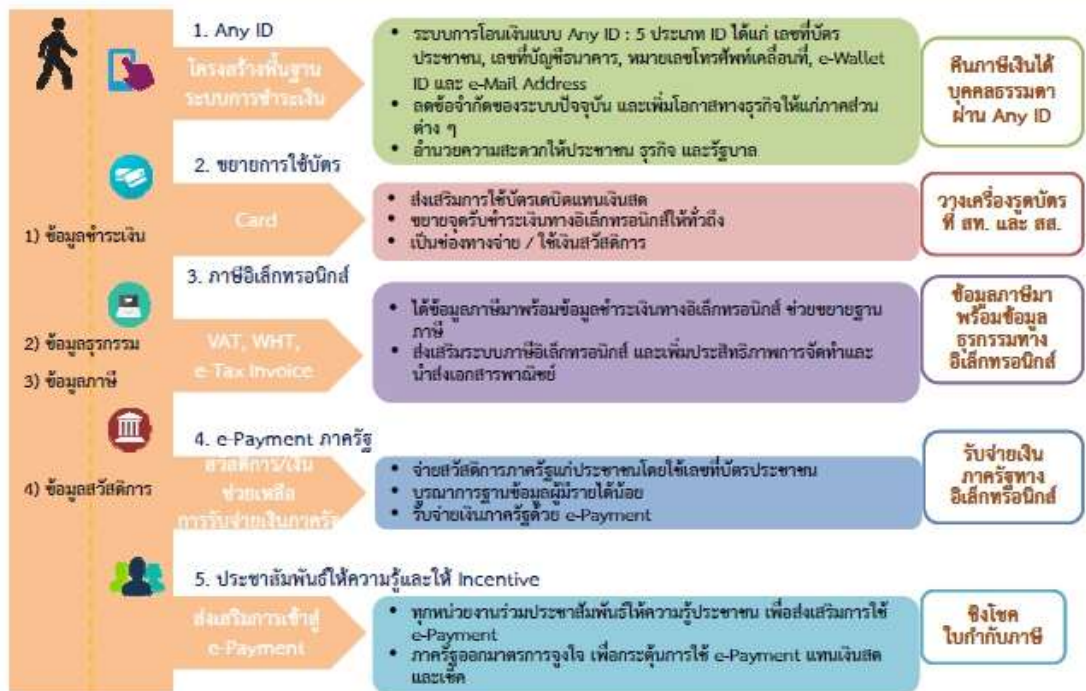 1. Any ID
โครงสร้างพื้นฐาน
ระบบการชำระเงิน
• ระบบการโอนเงินแบบ Any ID : 5 ประเภท ID ได้แก่ เลขที่บัตร
ประชาชน, เลขที่บัญชีธนาคาร, หมายเลขโทรศัพท์เคลื่อนที่, e-Wallet
ID และ e-Mail Address
• ลดข้อจำกัดของระบบปัจจุบัน และเพิ่มโอกาสทางธุรกิจให้แก่ภาคส่วน
ต่าง ๆ
• อำนวยความสะดวกให้ประชาชน ธุรกิจ และรัฐบาล
คืนภาษีเงินได้
บุคคลธรรมดา
ผ่าน Any ID
2. ขยายการใช้บัตร
Card
• ส่งเสริมการใช้บัตรเดบิตแทนเงินสด
• ขยายจุดรับชำระเงินทางอิเล็กทรอนิกส์ให้ทั่วถึง
• เป็นช่องทางจ่าย / ใช้เงินสวัสดิการ
วางเครื่องรูดบัตร
ที่ สท. และ สส.
1) ข้อมูลชำระเงิน
3. ภาษีอิเล็กทรอนิกส์
VAT, WHT,
e-Tax Invoice
• ได้ข้อมูลภาษีมาพร้อมข้อมูลชำระเงินทางอิเล็กทรอนิกส์ ช่วยขยายฐาน
ภาษี
• ส่งเสริมระบบภาษีอิเล็กทรอนิกส์ และเพิ่มประสิทธิภาพการจัดทำและ
นำส่งเอกสารพาณิชย์
ข้อมูลภาษีมา
พร้อมข้อมูล
ธุรกรรมทาง
อิเล็กทรอนิกส์
2) ข้อมูลธุรกรรม
3) ข้อมูลภาษี
4. e-Payment ภาครัฐ
สวัสดิการ/เงิน
ช่วยเหลือ
การรับจ่ายเงินภาครัฐ
• จ่ายสวัสดิการภาครัฐแก่ประชาชนโดยใช้เลขที่บัตรประชาชน
• บูรณาการฐานข้อมูลผู้มีรายได้น้อย
• รับจ่ายเงินภาครัฐด้วย e-Payment
รับจ่ายเงิน
ภาครัฐทาง
อิเล็กทรอนิกส์
4) ข้อมูลสวัสดิการ
5. ประชาสัมพันธ์ให้ความรู้และให้ Incentive
ส่งเสริมการเข้าสู่
e-Payment
• ทุกหน่วยงานร่วมประชาสัมพันธ์ให้ความรู้ประชาชน เพื่อส่งเสริมการใช้
e-Payment
• ภาครัฐออกมาตรการจูงใจ เพื่อกระตุ้นการใช้ e-Payment แทนเงินสด
และเช็ค
ชิงโชค
ใบกำกับภาษี